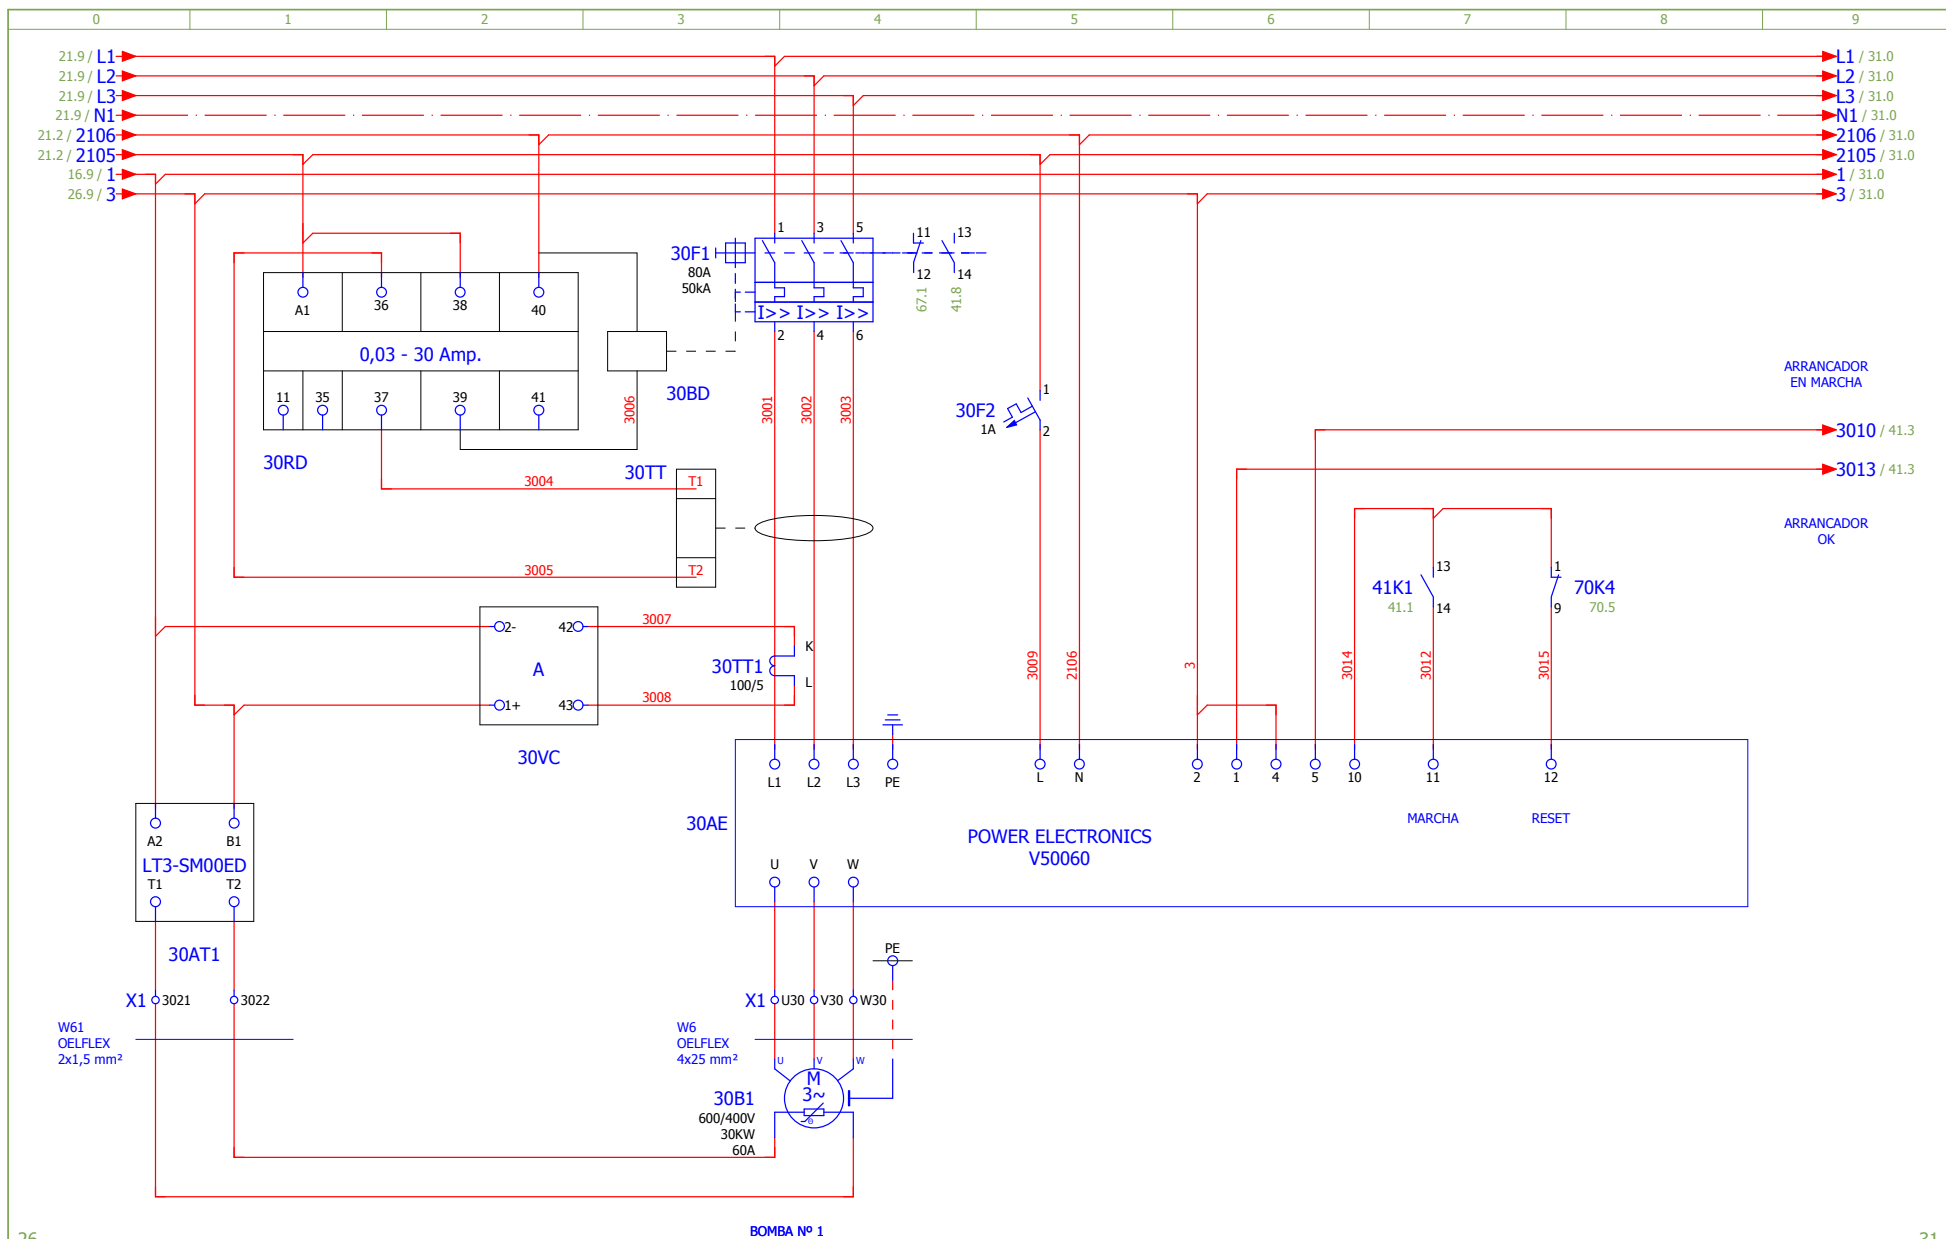 0 1 2 3 4 5 6 7 8 9
21.9 / L1
21.9 / L2
21.9 / L3
21.9 / N1
21.2 / 2106
21.2 / 2105
16.9 / 1
26.9 / 3
L1 / 31.0
L2 / 31.0
L3 / 31.0
N1 / 31.0
2106 / 31.0
2105 / 31.0
1 / 31.0
3 / 31.0
A1 36 38 40
0,03 - 30 Amp.
11 35 37 39 41
30RD
3006
30BD
30F1
80A
50kA
1 3 5
I>> I>> I>>
2 4 6
11 13
12 14
67.1 41.8
3001 3002 3003
30F2
1A
1
2
ARRANCADOR
EN MARCHA
3010 / 41.3
3013 / 41.3
ARRANCADOR
OK
30TT
T1
T2
3004
3005
2- 42
A
1+ 43
30VC
3007
3008
30TT1
100/5
K
L
3009 2106 3 3014 3012 3015
41K1
41.1
13
14
70K4
70.5
1
9
L1 L2 L3 PE L N 2 1 4 5 10 11 12
MARCHA RESET
30AE
POWER ELECTRONICS
V50060
U V W
A2 B1
LT3-SM00ED
T1 T2
30AT1
X1 3021 3022
W61
OELFLEX
2x1,5 mm²
PE
X1 U30 V30 W30
W6
OELFLEX
4x25 mm²
U V W
M
3~
30B1
600/400V
30KW
60A
BOMBA Nº 1
26
31